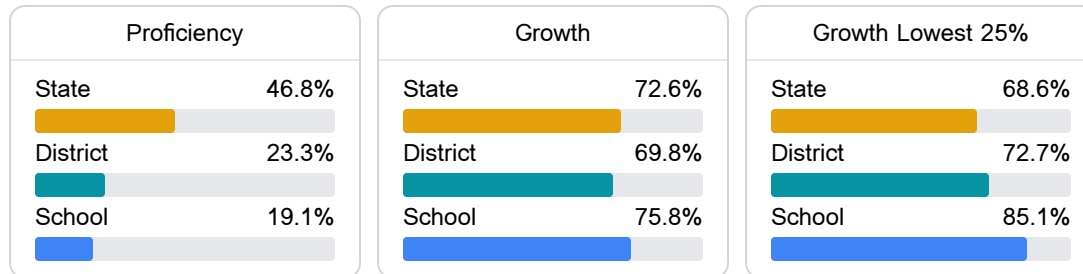 Proficiency
State 46.8%
District 23.3%
School 19.1%
Growth
State 72.6%
District 69.8%
School 75.8%
Growth Lowest 25%
State 68.6%
District 72.7%
School 85.1%